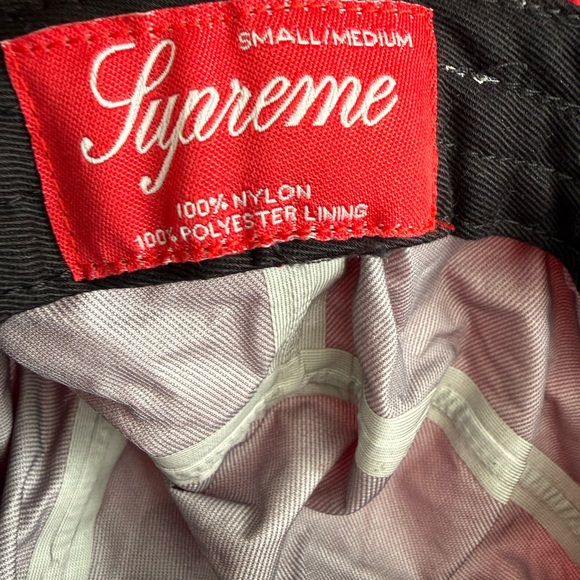 SMALL/MEDIUM
Supreme
100% NYLON
100% POLYESTER LINING